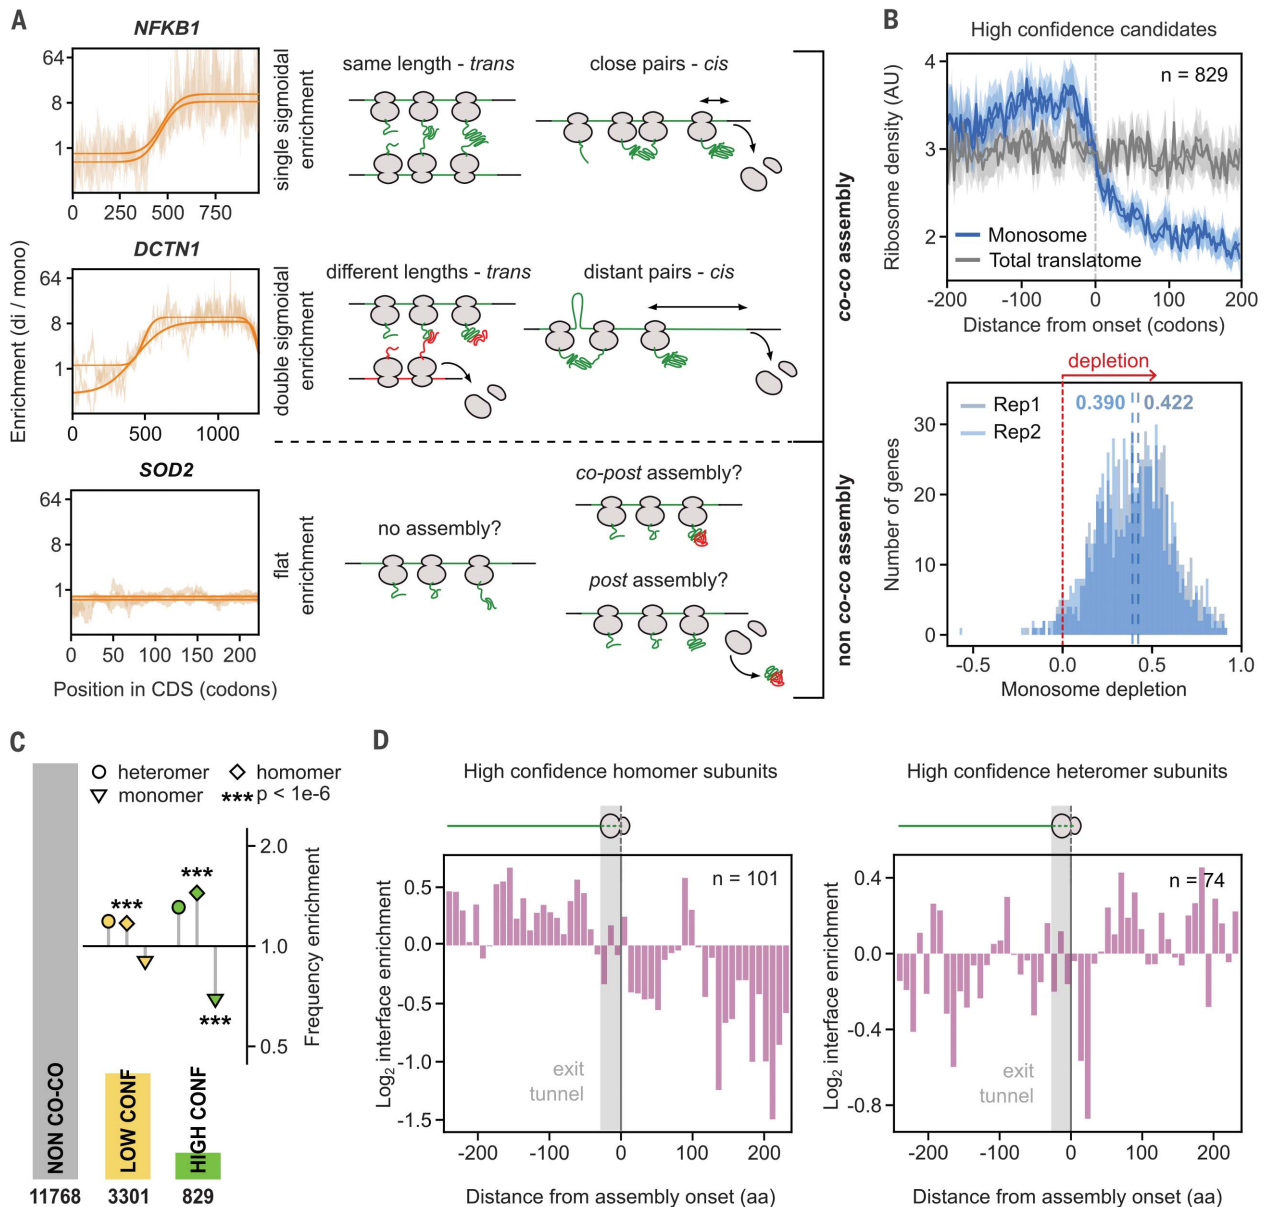 A
NFKB1
64
8
1
0
250
500
750
single sigmoidal
enrichment
same length - trans
close pairs - cis
DCTN1
64
8
1
0
500
1000
Enrichment (di / mono)
double sigmoidal
enrichment
different lengths - trans
distant pairs - cis
co-co assembly
SOD2
64
8
1
0
50
100
150
200
Position in CDS (codons)
flat
enrichment
no assembly?
co-post assembly?
post assembly?
non co-co assembly
B
High confidence candidates
n = 829
4
3
2
Ribosome density (AU)
Monosome
Total translatome
-200
-100
0
100
200
Distance from onset (codons)
depletion
Rep1
Rep2
0.390
0.422
30
20
10
0
Number of genes
-0.5
0.0
0.5
1.0
Monosome depletion
C
heteromer
homomer
monomer
*** p < 1e-6
***
***
***
2.0
1.0
0.5
Frequency enrichment
NON CO-CO
LOW CONF
HIGH CONF
11768
3301
829
D
High confidence homomer subunits
n = 101
0.5
0.0
-0.5
-1.0
-1.5
Log2 interface enrichment
exit
tunnel
-200
-100
0
100
200
Distance from assembly onset (aa)
High confidence heteromer subunits
n = 74
0.4
0.0
-0.4
-0.8
Log2 interface enrichment
exit
tunnel
-200
-100
0
100
200
Distance from assembly onset (aa)